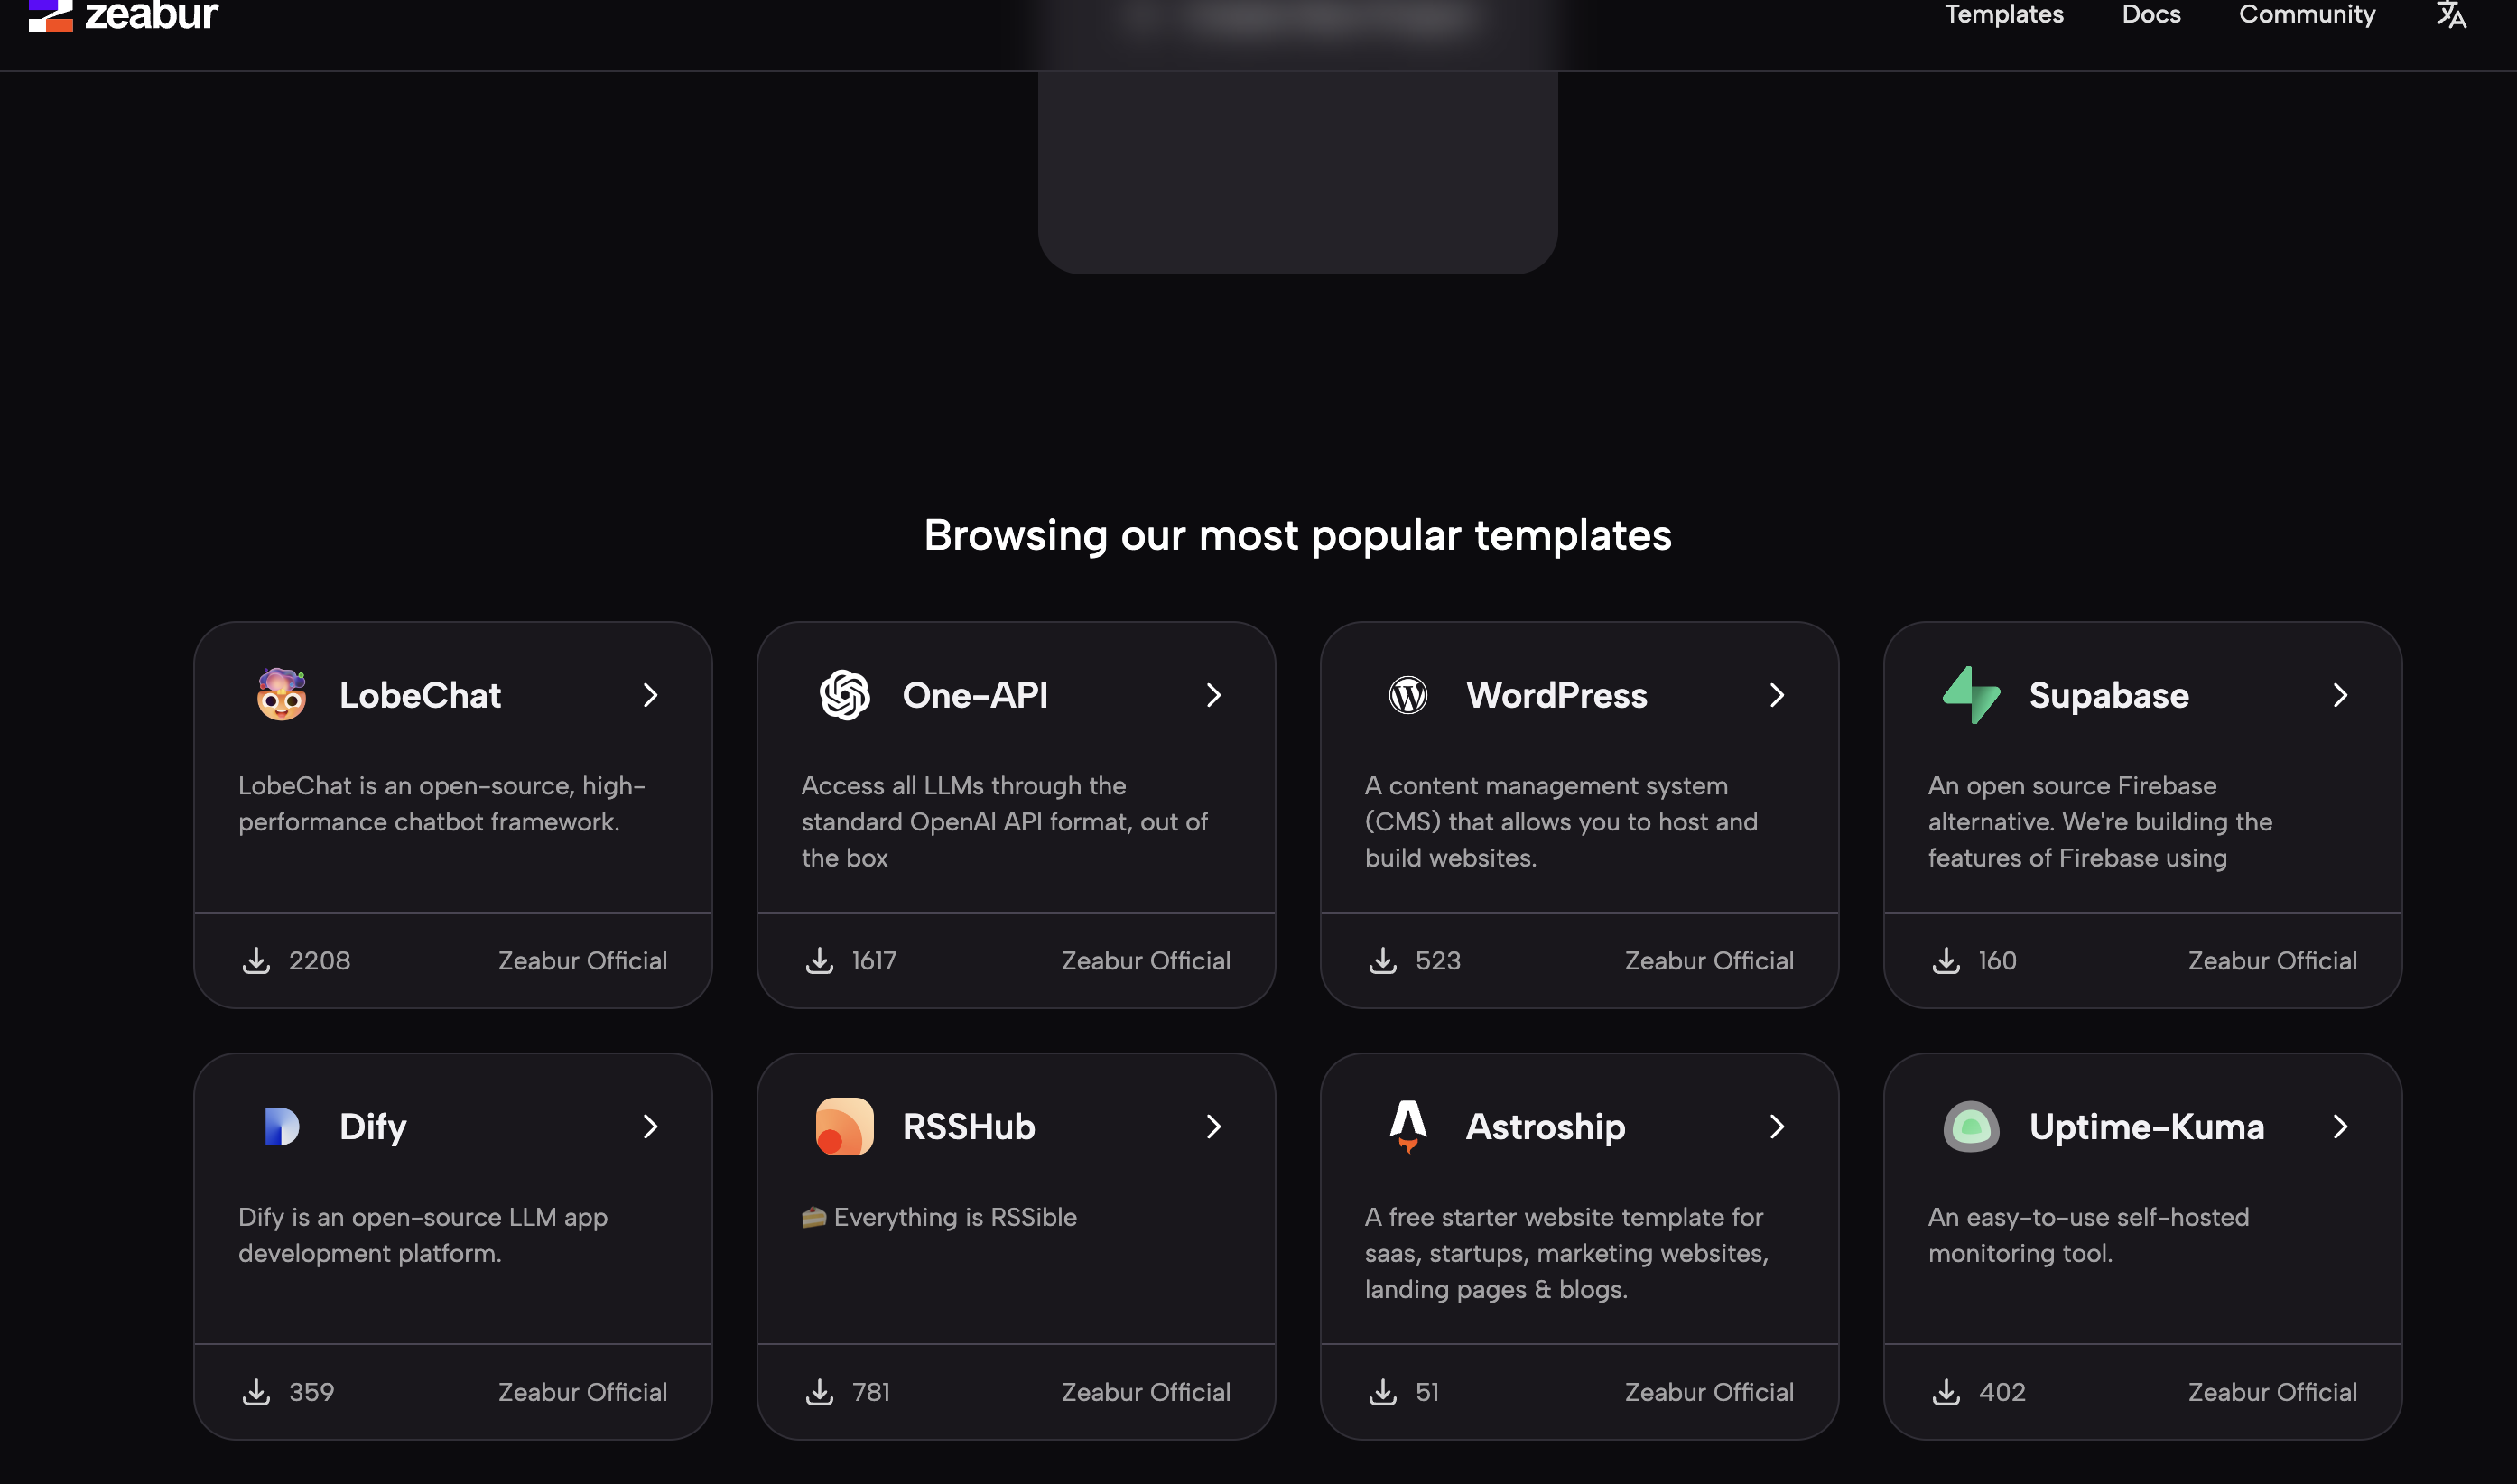 zeabur
Templates
Docs
Community
Browsing our most popular templates
LobeChat
LobeChat is an open-source, high-
performance chatbot framework.
2208
Zeabur Official
One-API
Access all LLMs through the
standard OpenAI API format, out of
the box
1617
Zeabur Official
WordPress
A content management system
(CMS) that allows you to host and
build websites.
523
Zeabur Official
Supabase
An open source Firebase
alternative. We're building the
features of Firebase using
160
Zeabur Official
Dify
Dify is an open-source LLM app
development platform.
359
Zeabur Official
RSSHub
🍰 Everything is RSSible
781
Zeabur Official
Astroship
A free starter website template for
saas, startups, marketing websites,
landing pages & blogs.
51
Zeabur Official
Uptime-Kuma
An easy-to-use self-hosted
monitoring tool.
402
Zeabur Official